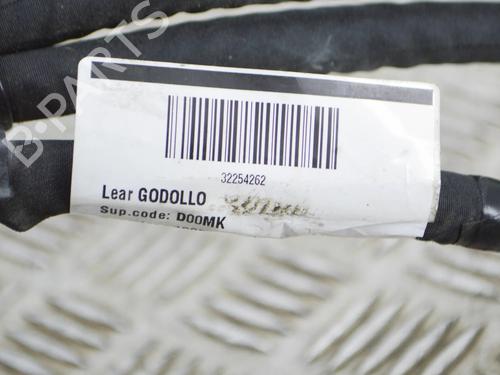 B-PARTS
32254262
Lear GODOLLO
Sup.code: D00MK